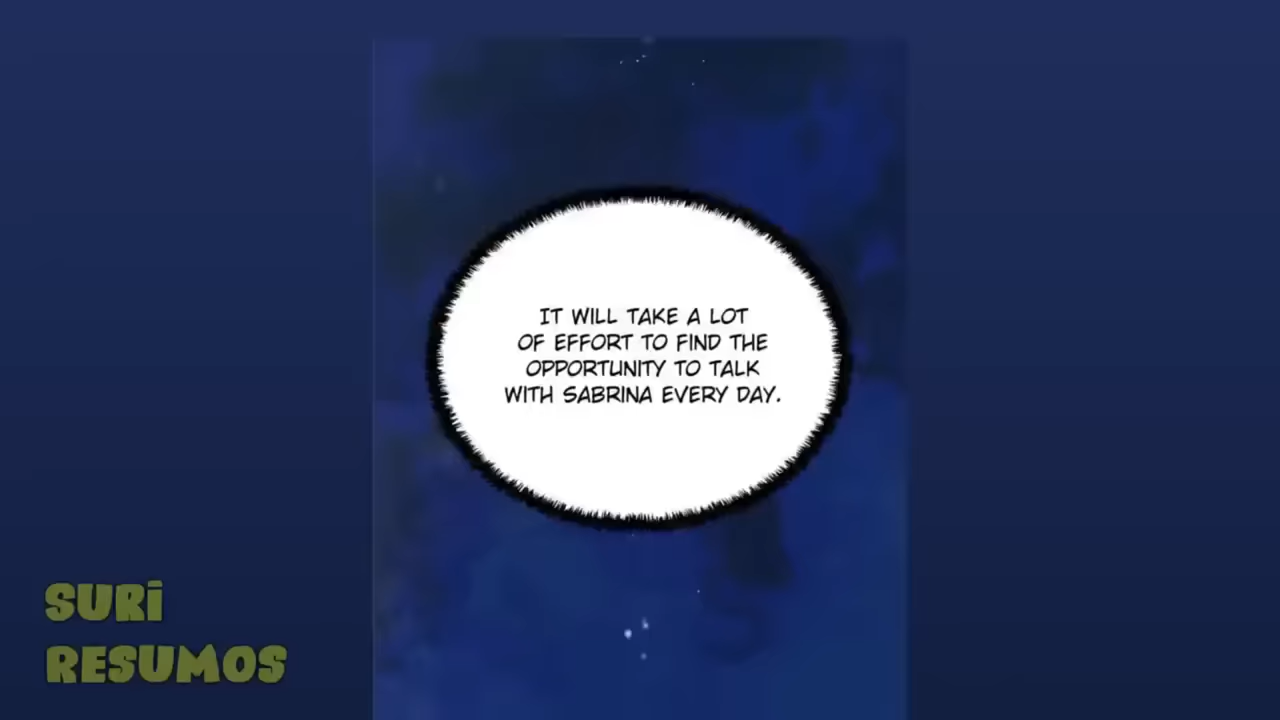 IT WILL TAKE A LOT
OF EFFORT TO FIND THE
OPPORTUNITY TO TALK
WITH SABRINA EVERY DAY.
SURI
RESUMOS